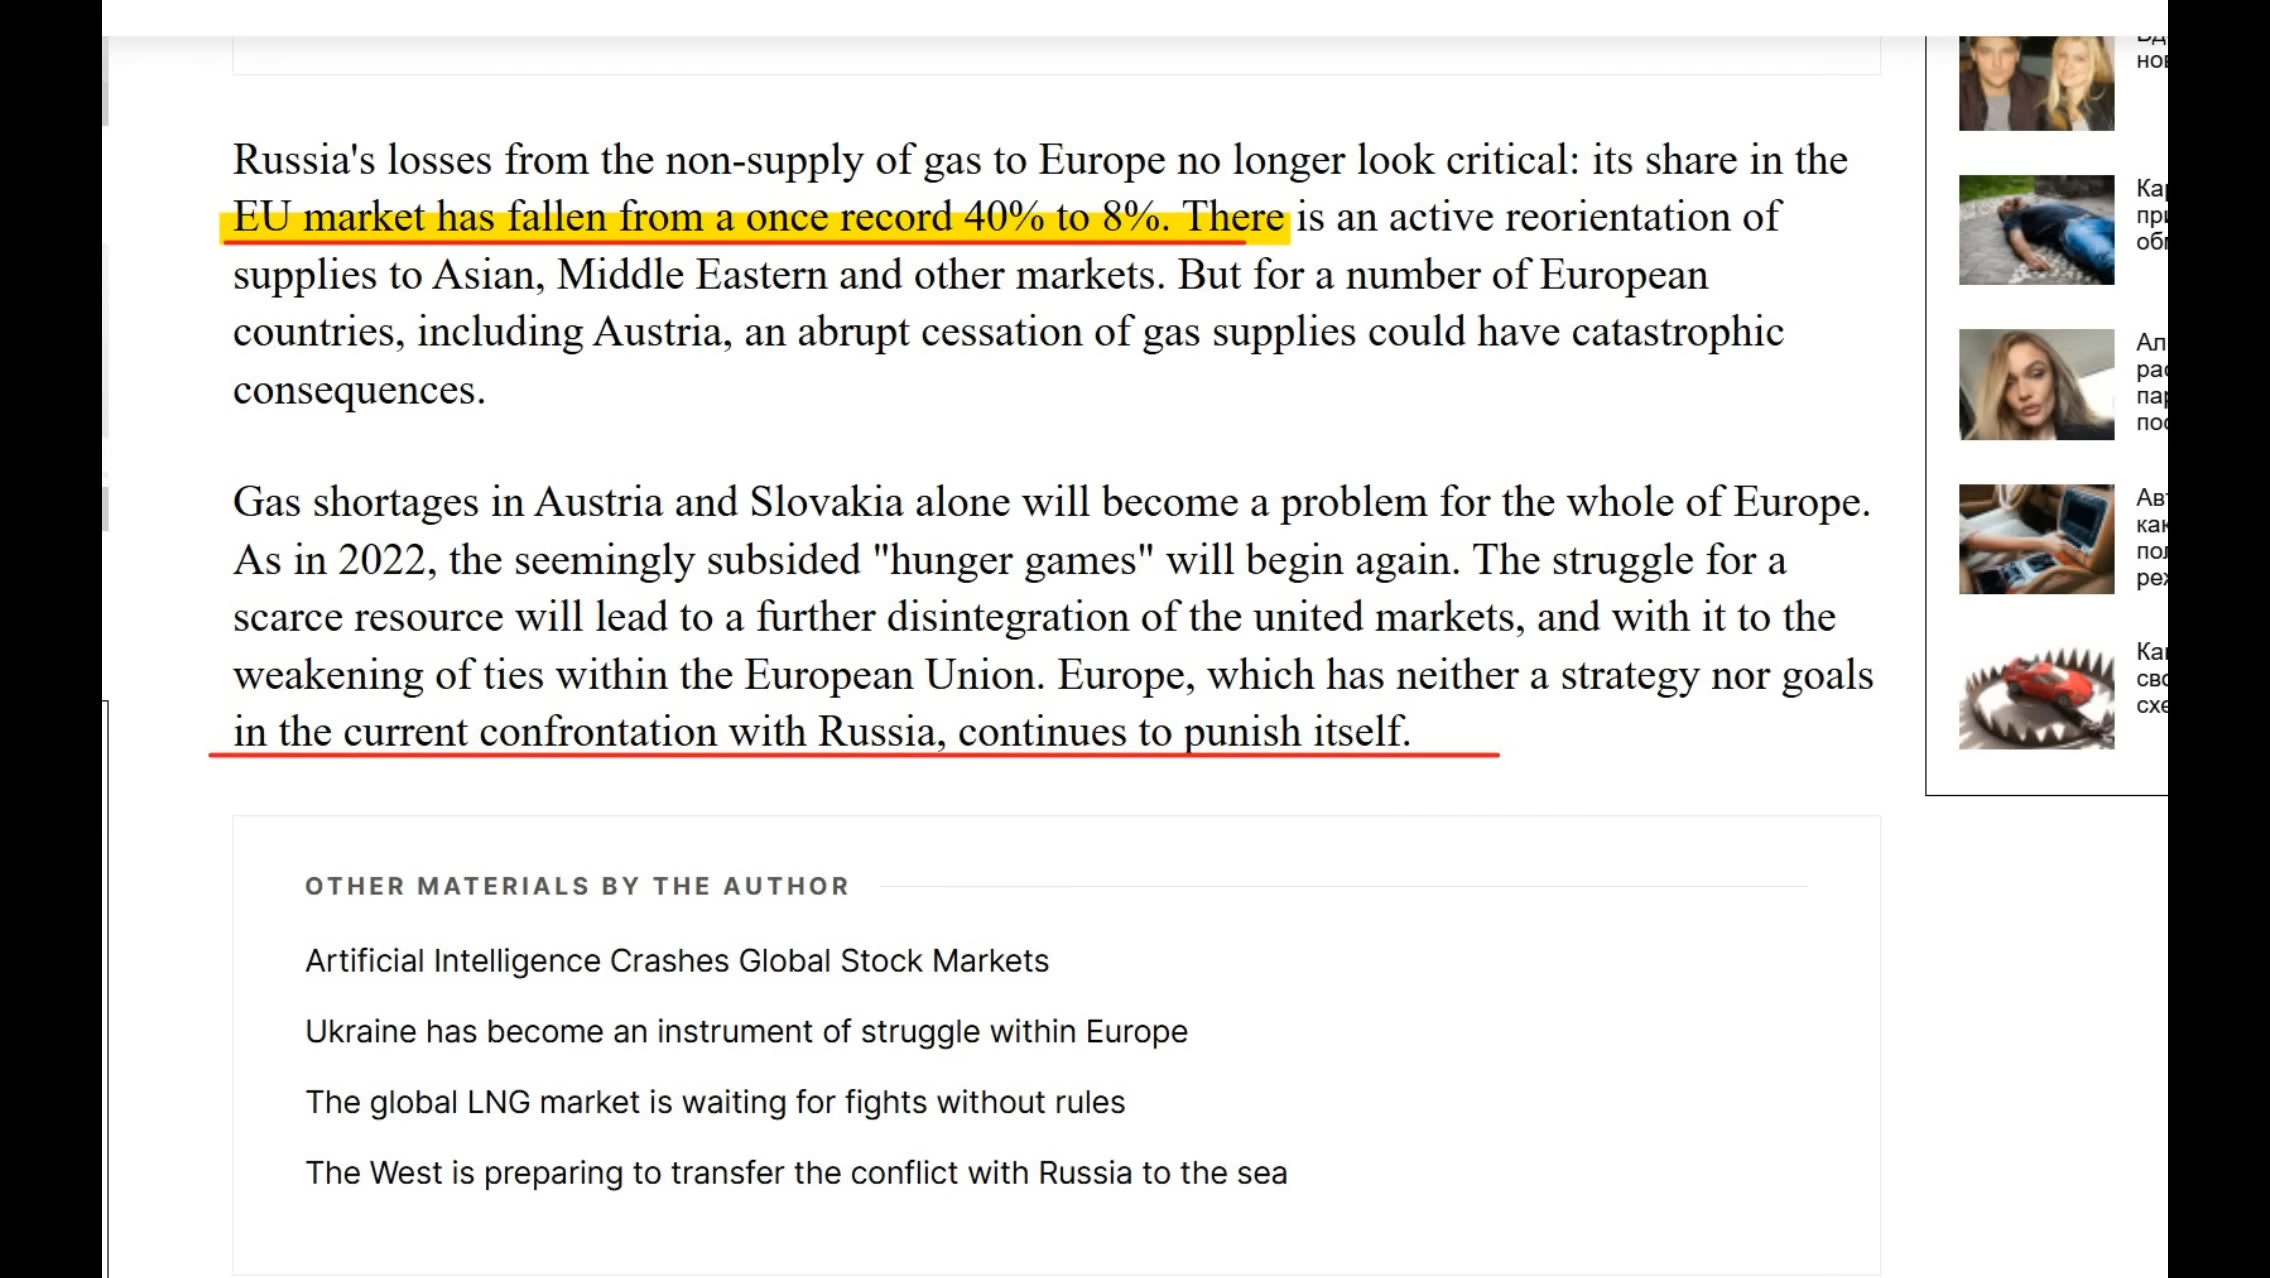 Russia's losses from the non-supply of gas to Europe no longer look critical: its share in the
EU market has fallen from a once record 40% to 8%. There is an active reorientation of
supplies to Asian, Middle Eastern and other markets. But for a number of European
countries, including Austria, an abrupt cessation of gas supplies could have catastrophic
consequences.
Gas shortages in Austria and Slovakia alone will become a problem for the whole of Europe.
As in 2022, the seemingly subsided "hunger games" will begin again. The struggle for a
scarce resource will lead to a further disintegration of the united markets, and with it to the
weakening of ties within the European Union. Europe, which has neither a strategy nor goals
in the current confrontation with Russia, continues to punish itself.
OTHER MATERIALS BY THE AUTHOR
Artificial Intelligence Crashes Global Stock Markets
Ukraine has become an instrument of struggle within Europe
The global LNG market is waiting for fights without rules
The West is preparing to transfer the conflict with Russia to the sea